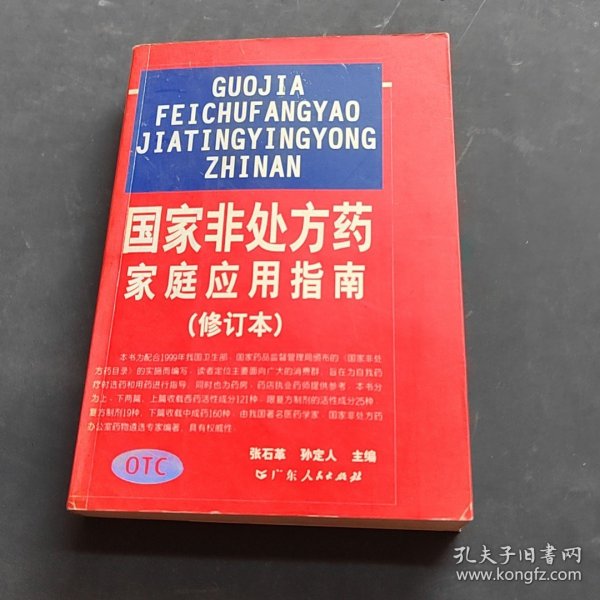 GUOJIA
FEICHUFANGYAO
JIATINGYINGYONG
ZHINAN
国家非处方药
家庭应用指南
(修订本)
本书为配合1999年我国卫生部、国家药品监督管理局颁布的《国家非处
方药目录》的实施而编写，读者定位主要面向广大的消费群，旨在为自我药
疗时选药和用药进行指导，同时也为药房、药店执业药师提供参考。本书分
为上、下两篇，上篇收载西药活性成分121种；限量方制剂的活性成分25种
复方制剂19种，下篇收载中成药160种，由我国著名医药学家、国家非处方药
办公室药物遴选专家编著，具有权威性。
OTC
张石革 孙定人 主编
广东人民出版社
孔夫子旧书网
www.kongfz.com